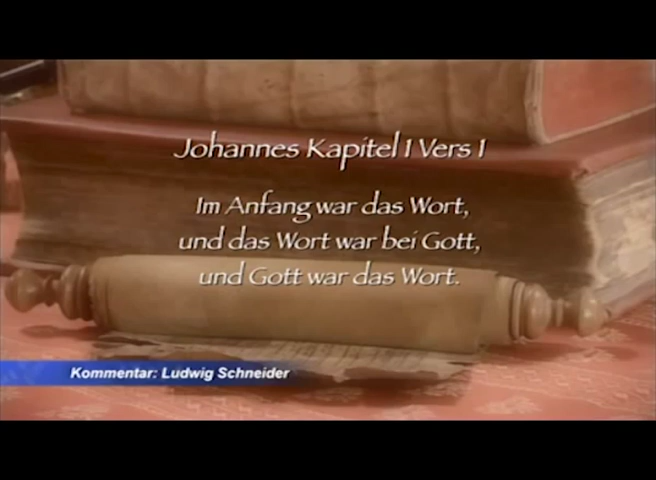 Johannes Kapitel 1 Vers 1
Im Anfang war das Wort,
und das Wort war bei Gott,
und Gott war das Wort.
Kommentar: Ludwig Schneider